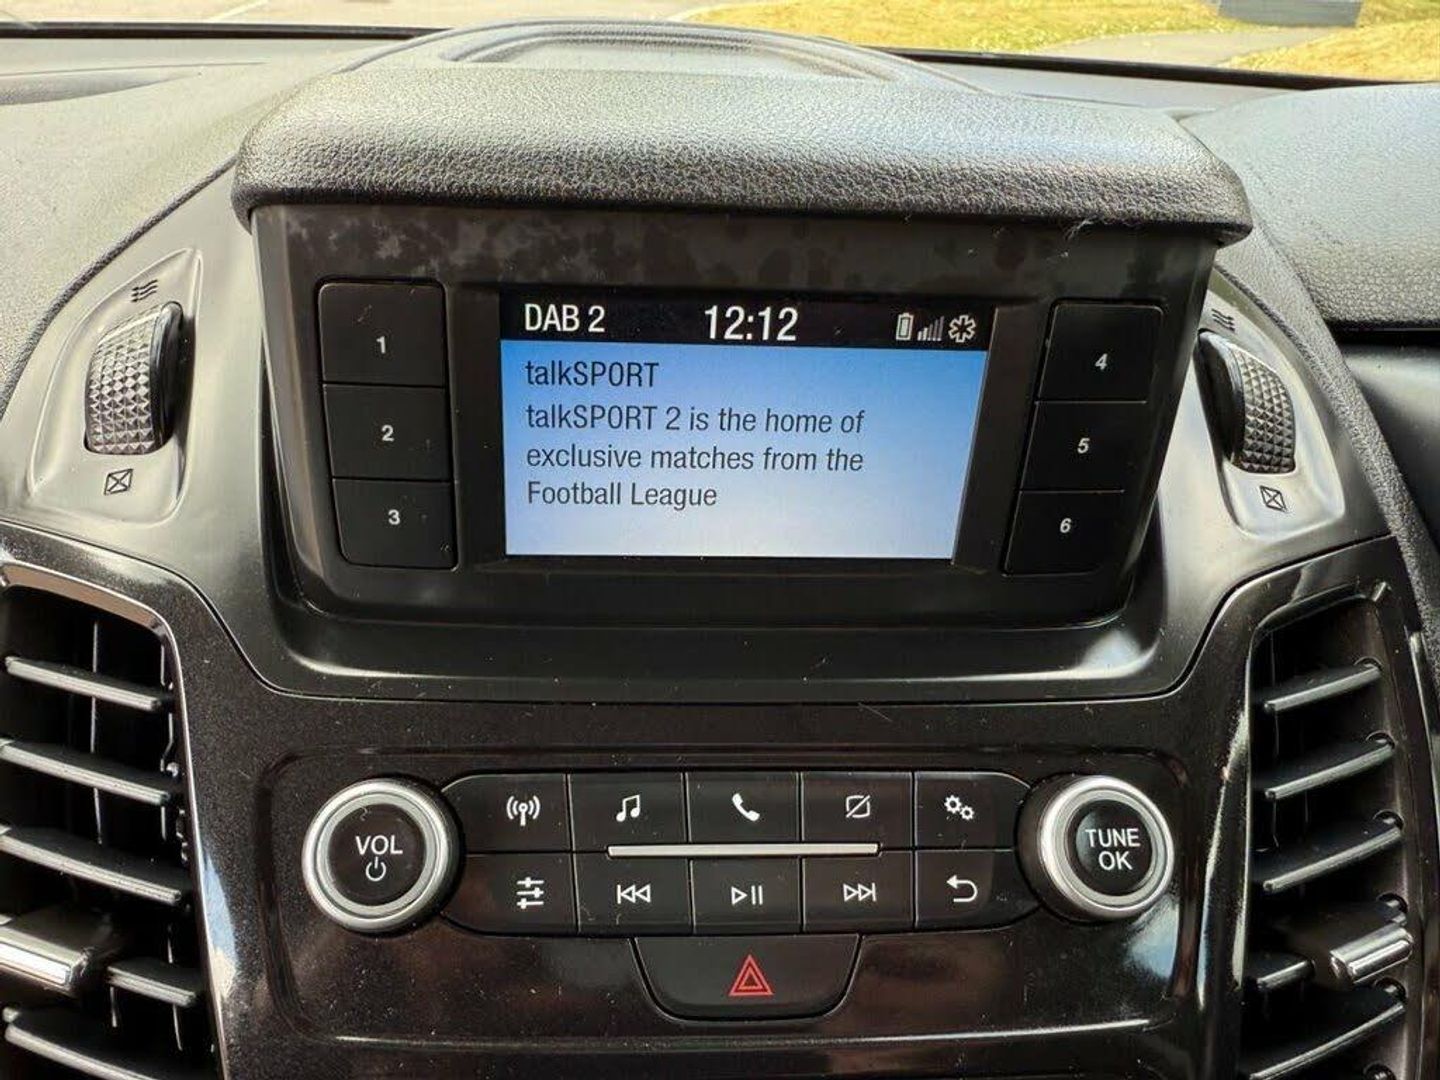 DAB 2 12:12
talkSPORT
talkSPORT 2 is the home of
exclusive matches from the
Football League
1
2
3
4
5
6
VOL
TUNE
OK